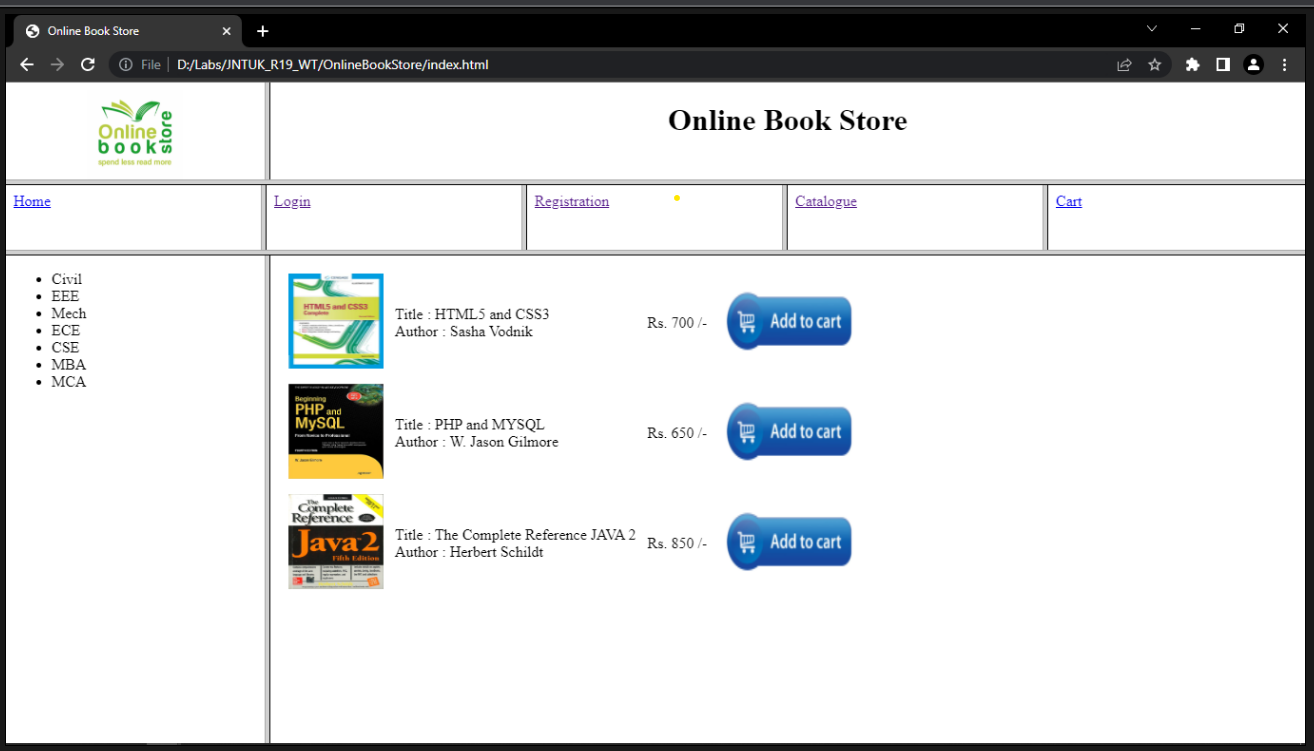 Online Book Store
File
D:/Labs/JNTUK_R19_WT/OnlineBookStore/index.html
Online
book
store
spend less read more
Online Book Store
Home
Login
Registration
Catalogue
Cart
Civil
EEE
Mech
ECE
CSE
MBA
MCA
HTML5 and CSS3
Complete
Title : HTML5 and CSS3
Author : Sasha Vodnik
Rs. 700 /-
Add to cart
Beginning
PHP and
MySQL
From Novice to Professional
Title : PHP and MYSQL
Author : W. Jason Gilmore
Rs. 650 /-
Add to cart
The
Complete
Reference
Java 2
Fifth Edition
Title : The Complete Reference JAVA 2
Author : Herbert Schildt
Rs. 850 /-
Add to cart